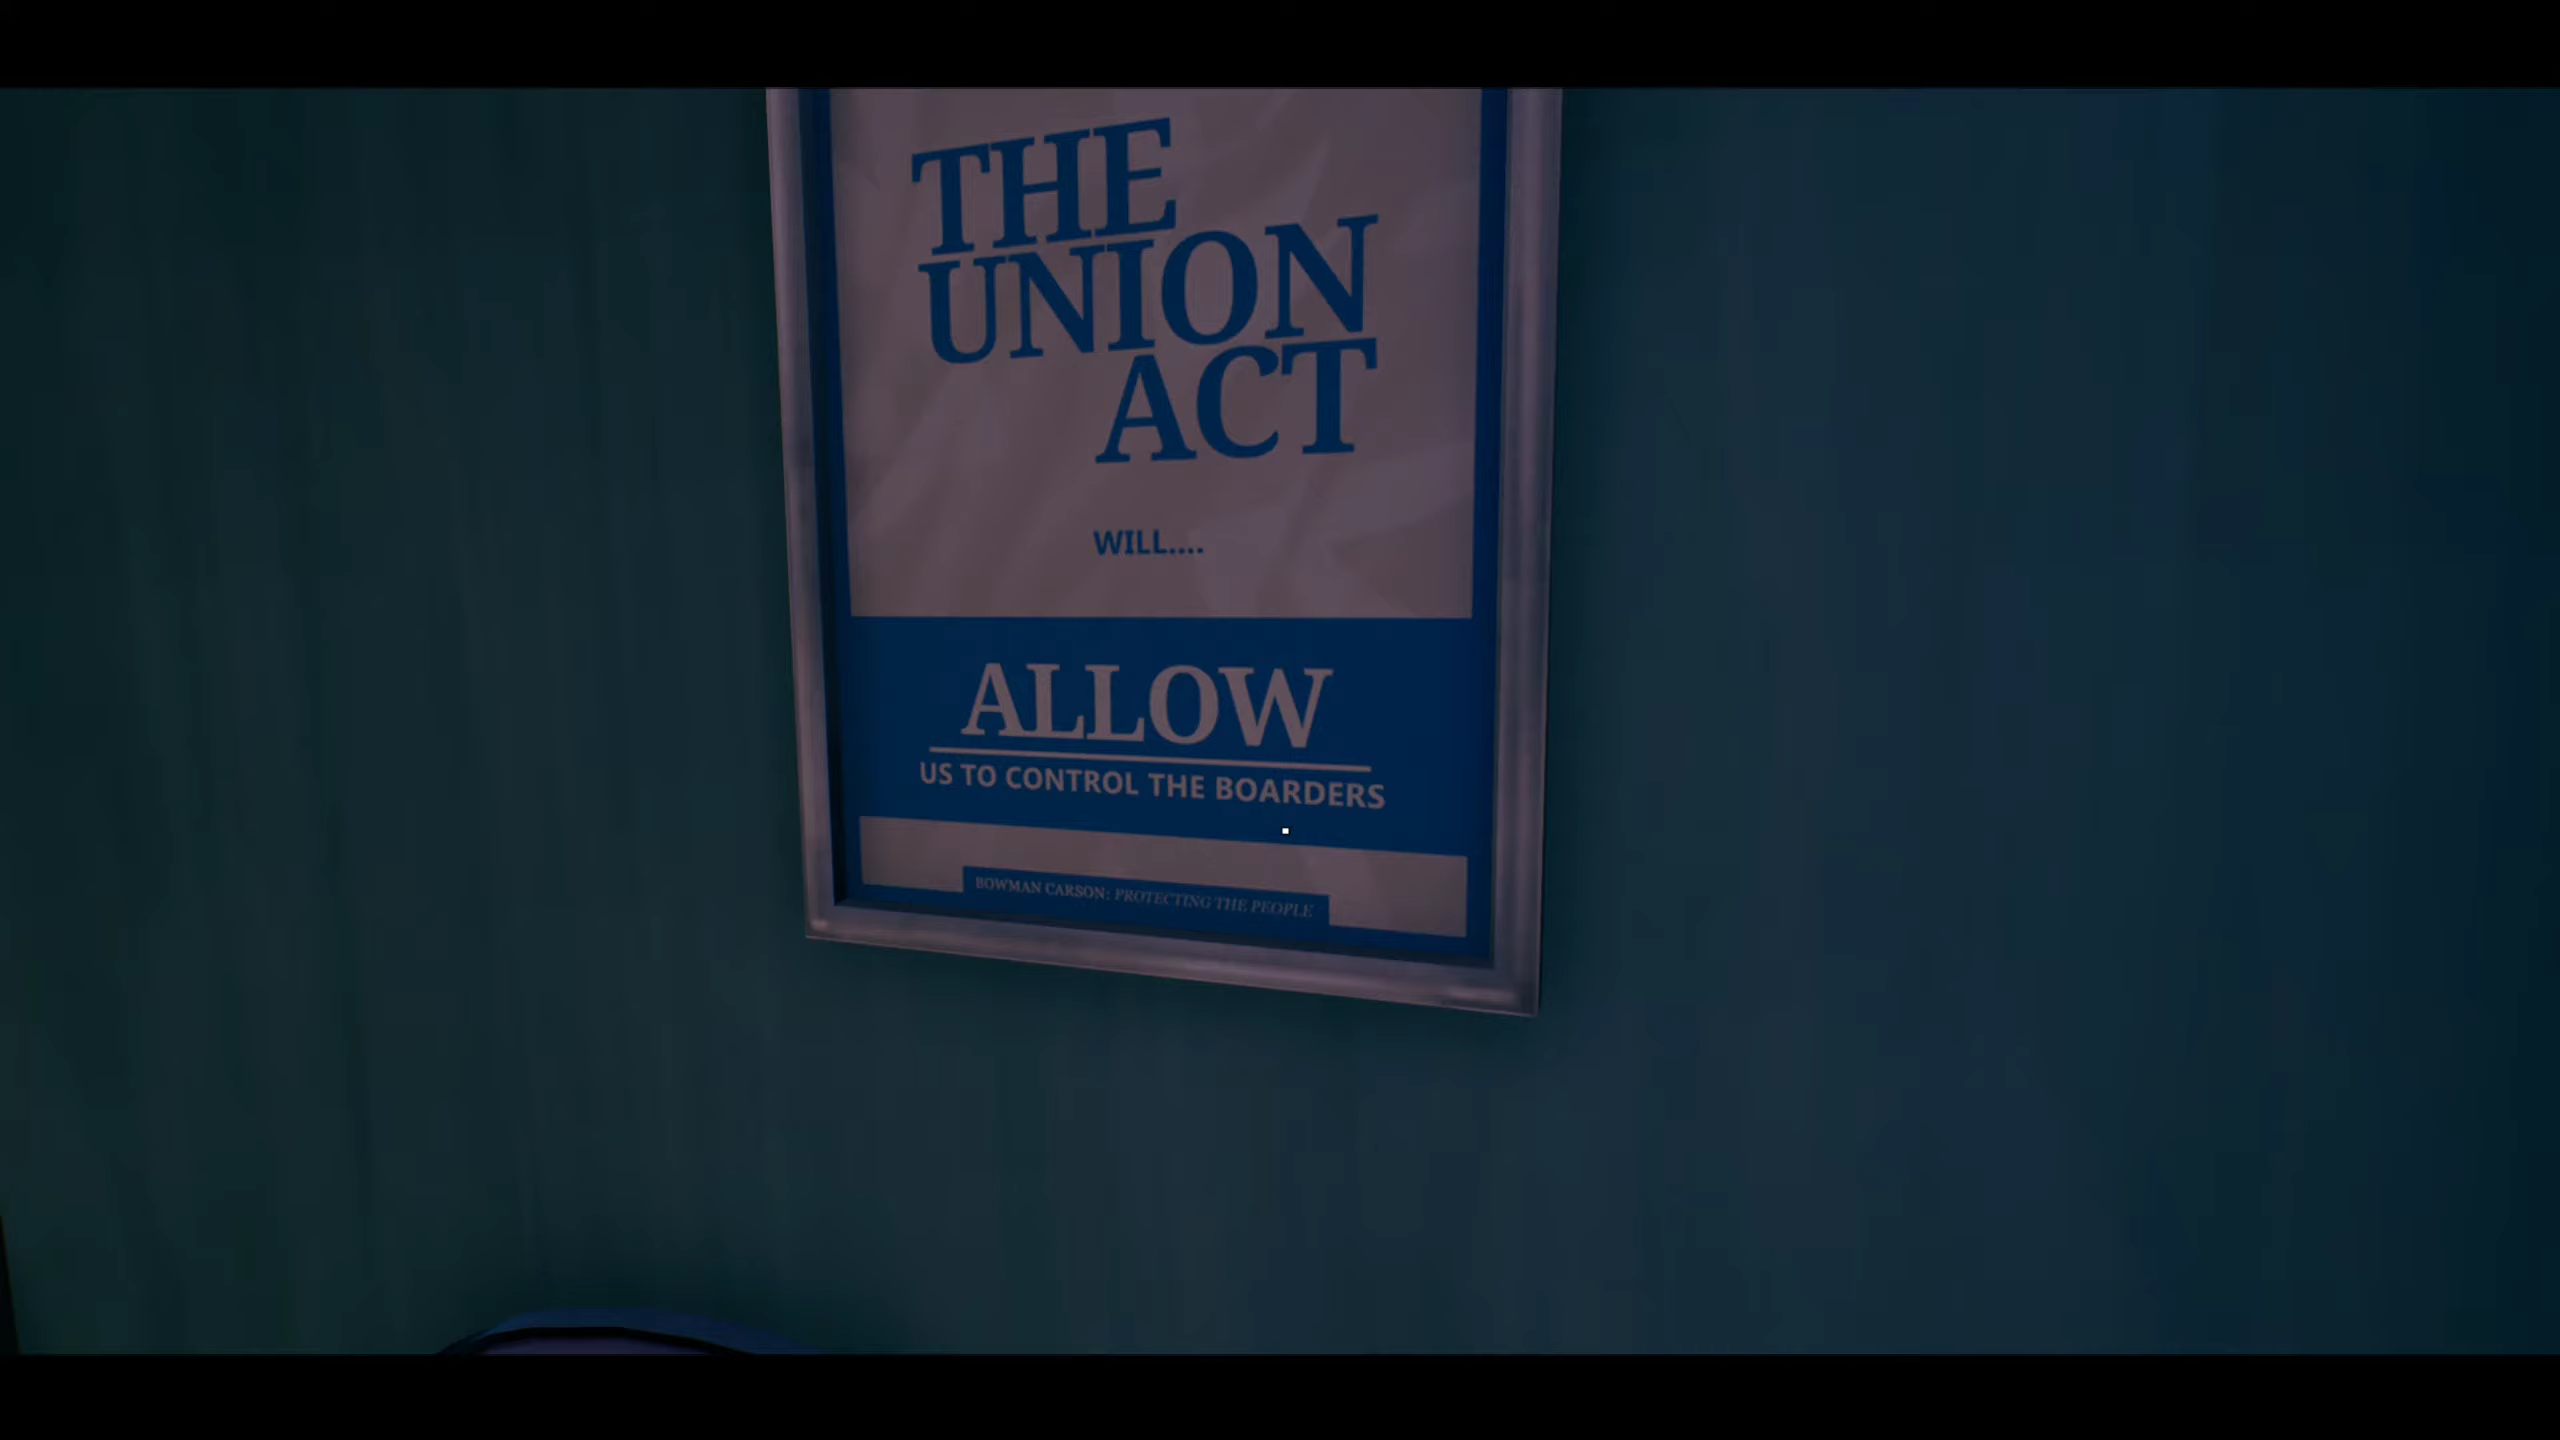 THE
UNION
ACT
WILL....
ALLOW
US TO CONTROL THE BOARDERS
BOWMAN CARSON: PROTECTING THE PEOPLE